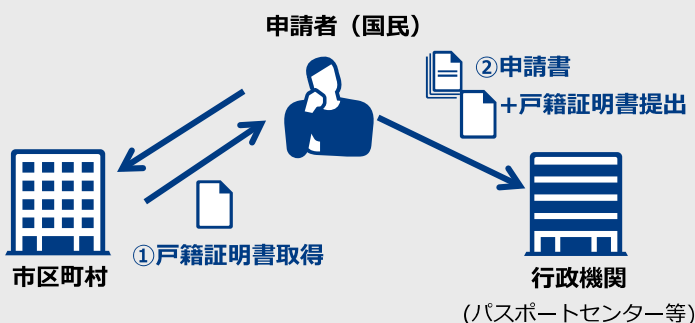 申請者（国民）
②申請書
+戸籍証明書提出
①戸籍証明書取得
市区町村
行政機関
(パスポートセンター等)